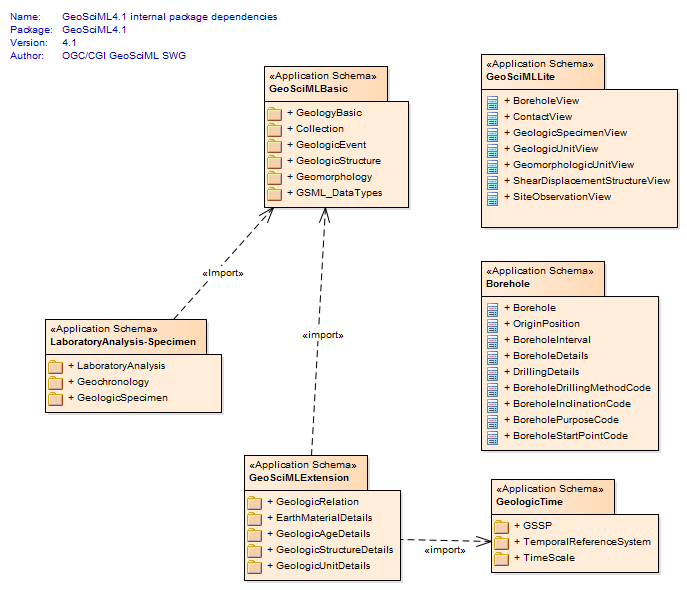 Name: GeoSciML4.1 internal package dependencies
Package: GeoSciML4.1
Version: 4.1
Author: OGC/CGI GeoSciML SWG
«Application Schema»
GeoSciMLBasic
+ GeologyBasic
+ Collection
+ GeologicEvent
+ GeologicStructure
+ Geomorphology
+ GSML_DataTypes
«Application Schema»
GeoSciMLLite
+ BoreholeView
+ ContactView
+ GeologicSpecimenView
+ GeologicUnitView
+ GeomorphologicUnitView
+ ShearDisplacementStructureView
+ SiteObservationView
«Import»
«import»
«Application Schema»
Borehole
+ Borehole
+ OriginPosition
+ BoreholeInterval
+ BoreholeDetails
+ DrillingDetails
+ BoreholeDrillingMethodCode
+ BoreholeInclinationCode
+ BoreholePurposeCode
+ BoreholeStartPointCode
«Application Schema»
LaboratoryAnalysis-Specimen
+ LaboratoryAnalysis
+ Geochronology
+ GeologicSpecimen
«Application Schema»
GeoSciMLExtension
+ GeologicRelation
+ EarthMaterialDetails
+ GeologicAgeDetails
+ GeologicStructureDetails
+ GeologicUnitDetails
«import»
«Application Schema»
GeologicTime
+ GSSP
+ TemporalReferenceSystem
+ TimeScale